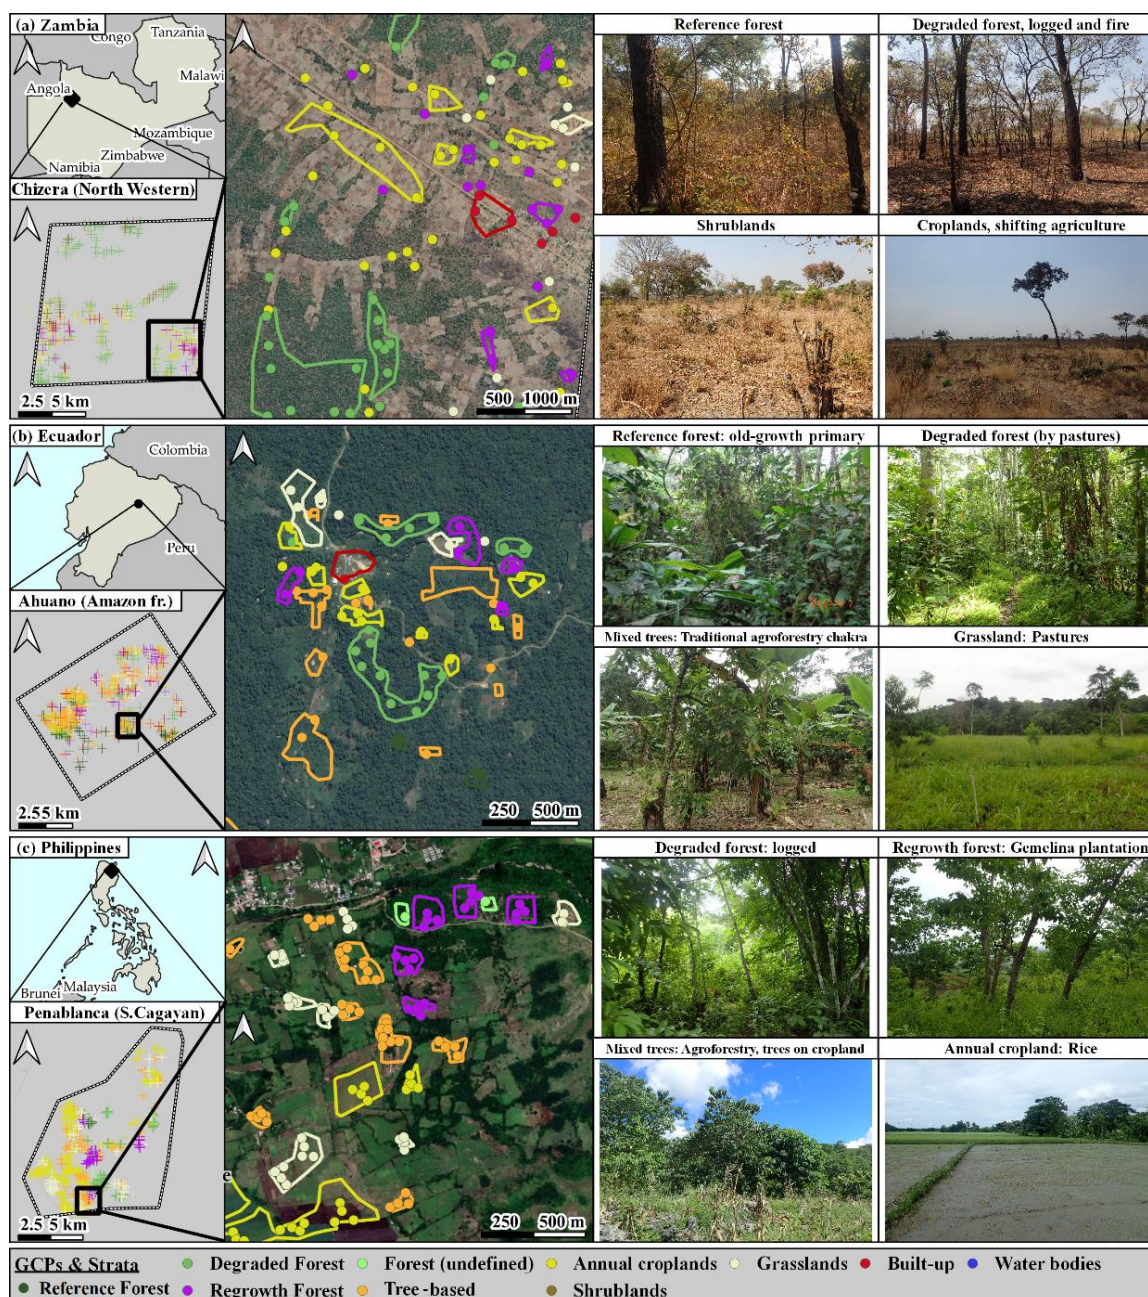 (a) Zambia
Congo
Tanzania
Malawi
Angola
Mozambique
Zimbabwe
Namibia
Chizera (North Western)
2.5 5 km
500 1000 m
Reference forest
Degraded forest, logged and fire
Shrublands
Croplands, shifting agriculture
(b) Ecuador
Colombia
Peru
Ahuano (Amazon fr.)
2.55 km
250 500 m
Reference forest: old-growth primary
Degraded forest (by pastures)
Mixed trees: Traditional agroforestry chakra
Grassland: Pastures
(c) Philippines
Brunei
Malaysia
Penablanca (S.Cagayan)
2.5 5 km
e
250 500 m
Degraded forest: logged
Regrowth forest: Gemelina plantation
Mixed trees: Agroforestry, trees on cropland
Annual cropland: Rice
GCPs & Strata
Degraded Forest
Forest (undefined)
Annual croplands
Grasslands
Built-up
Water bodies
Reference Forest
Regrowth Forest
Tree-based
Shrublands